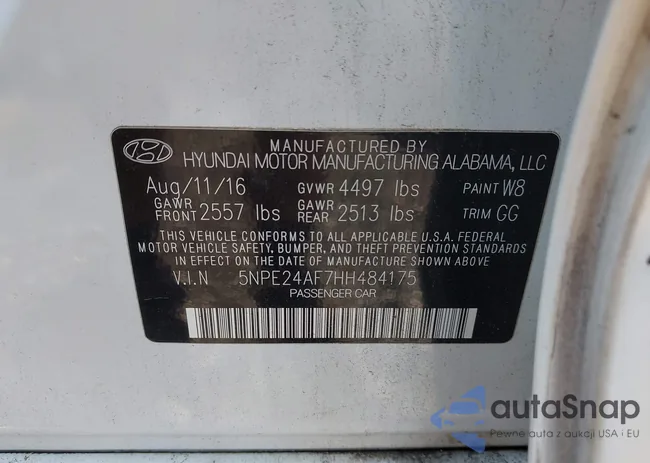 MANUFACTURED BY
HYUNDAI MOTOR MANUFACTURING ALABAMA, LLC
Aug/11/16 GVWR 4497 lbs PAINT W8
GAWR FRONT 2557 lbs GAWR REAR 2513 lbs TRIM GG
THIS VEHICLE CONFORMS TO ALL APPLICABLE U.S.A. FEDERAL
MOTOR VEHICLE SAFETY, BUMPER, AND THEFT PREVENTION STANDARDS
IN EFFECT ON THE DATE OF MANUFACTURE SHOWN ABOVE
V.I.N 5NPE24AF7HH484175
PASSENGER CAR
autaSnap
Pewne auta z aukcji USA i EU